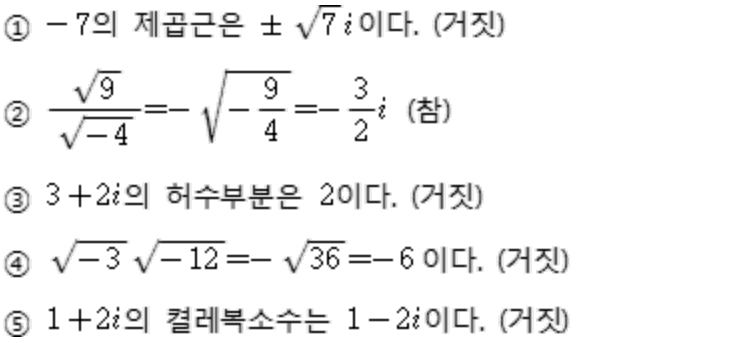 ① −7의 제곱근은 ± √7 i 이다. (거짓)
② √9/√−4 = − √(−9/4) = − 3/2 i (참)
③ 3+2i의 허수부분은 2이다. (거짓)
④ √−3 √−12 = − √36 = −6 이다. (거짓)
⑤ 1+2i의 켤레복소수는 1−2i이다. (거짓)